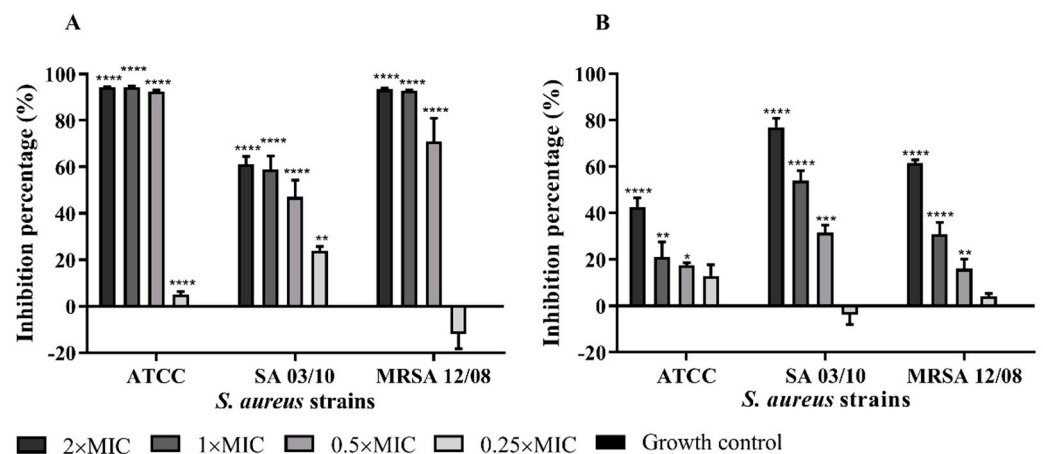 A
B
Inhibition percentage (%)
100
80
60
40
20
0
-20
**** **** **** ****
**** **** **** **
**** **** ****
ATCC SA 03/10 MRSA 12/08
S. aureus strains
Inhibition percentage (%)
100
80
60
40
20
0
-20
**** ** *
**** **** ***
**** **** **
ATCC SA 03/10 MRSA 12/08
S. aureus strains
2×MIC 1×MIC 0.5×MIC 0.25×MIC Growth control